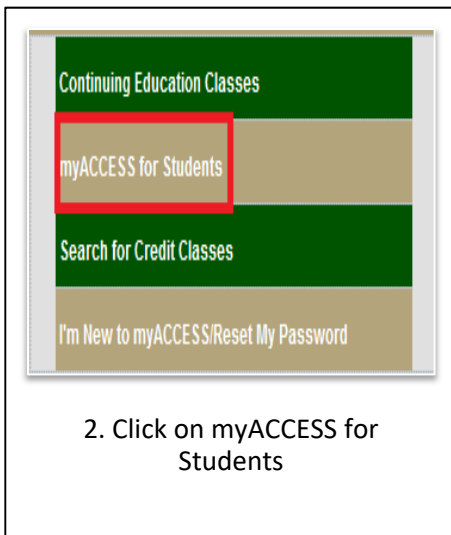 Continuing Education Classes
myACCESS for Students
Search for Credit Classes
I'm New to myACCESS/Reset My Password
2. Click on myACCESS for
Students